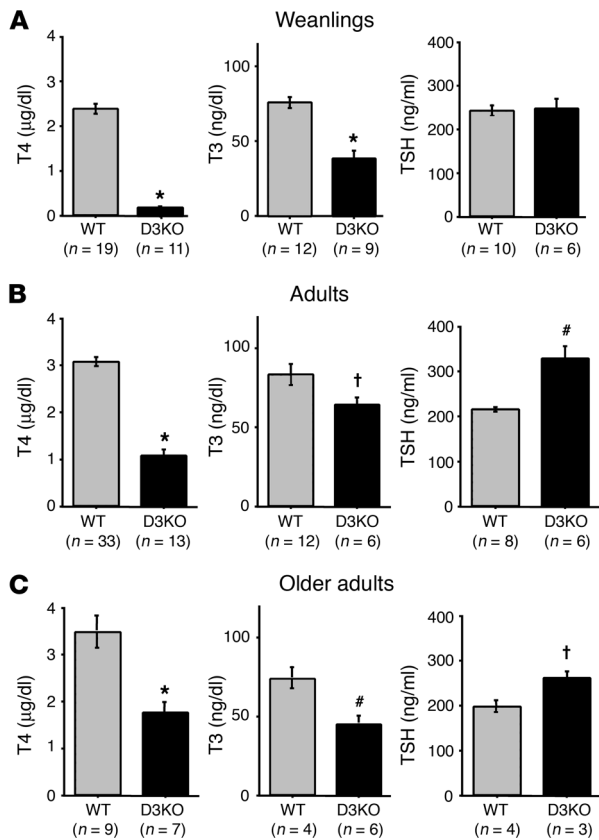 A
Weanlings
T4 (μg/dl)
4
3
2
1
0
*
WT
D3KO
(n = 19)
(n = 11)
T3 (ng/dl)
100
50
0
*
WT
D3KO
(n = 12)
(n = 9)
TSH (ng/ml)
400
300
200
100
0
WT
D3KO
(n = 10)
(n = 6)
B
Adults
T4 (μg/dl)
4
3
2
1
0
*
WT
D3KO
(n = 33)
(n = 13)
T3 (ng/dl)
100
50
0
†
WT
D3KO
(n = 12)
(n = 6)
TSH (ng/ml)
400
300
200
100
0
#
WT
D3KO
(n = 8)
(n = 6)
C
Older adults
T4 (μg/dl)
4
3
2
1
0
*
WT
D3KO
(n = 9)
(n = 7)
T3 (ng/dl)
100
50
0
#
WT
D3KO
(n = 4)
(n = 6)
TSH (ng/ml)
400
300
200
100
0
†
WT
D3KO
(n = 4)
(n = 3)